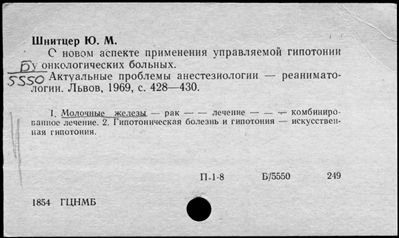 Шнитцер Ю. М.
О новом аспекте применения управляемой гипотонии
у онкологических больных.
Б
5550
Актуальные проблемы анестезиологии — реанимато-
логии. Львов, 1969, с. 428—430.
1. Молочные железы — рак — — лечение — — — комбиниро-
ванное лечение. 2. Гипотоническая болезнь и гипотония — искусствен-
ная гипотония.
П-1-8 Б/5550 249
1854 ГЦНМБ